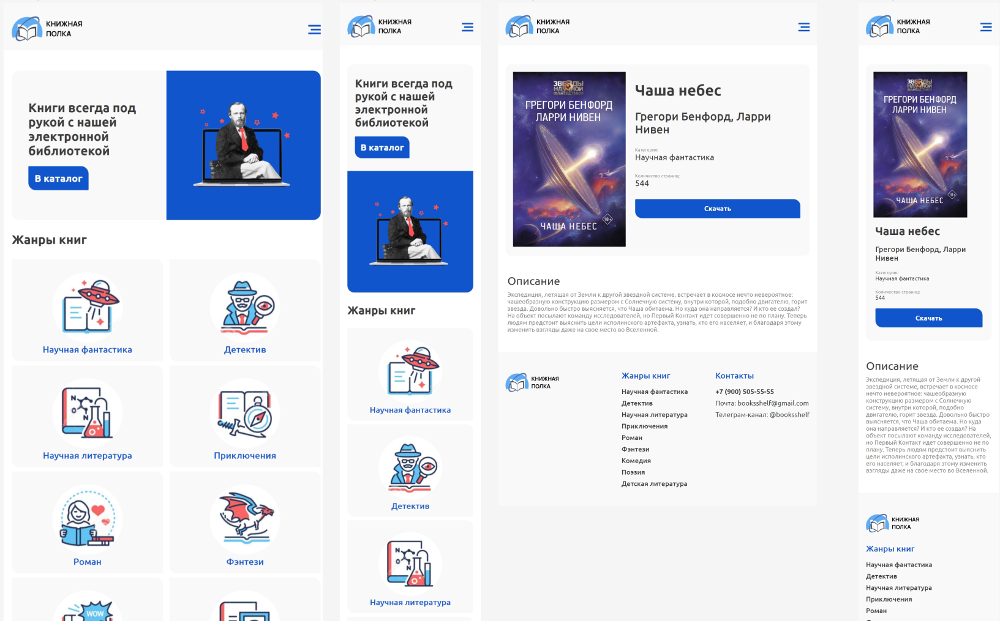 КНИЖНАЯ
ПОЛКА
Книги всегда под
рукой с нашей
электронной
библиотекой
В каталог
Жанры книг
Научная фантастика
Детектив
Научная литература
Приключения
Роман
Фэнтези
WOW
КНИЖНАЯ
ПОЛКА
Книги всегда под
рукой с нашей
электронной
библиотекой
В каталог
Жанры книг
Научная фантастика
Детектив
Научная литература
КНИЖНАЯ
ПОЛКА
ЗВЕЗДЫ
НАУЧНОЙ
ФАНТАСТИКИ
ГРЕГОРИ БЕНФОРД
ЛАРРИ НИВЕН
ЧАША НЕБЕС
18+
Чаша небес
Грегори Бенфорд, Ларри
Нивен
Категория:
Научная фантастика
Количество страниц:
544
Скачать
Описание
Экспедиция, летящая от Земли к другой звездной системе, встречает в космосе нечто невероятное:
чашеобразную конструкцию размером с Солнечную систему, внутри которой, подобно двигателю, горит
звезда. Довольно быстро выясняется, что Чаша обитаема. Но куда она направляется? И кто ее создал?
На объект посылают команду исследователей, но Первый Контакт идет совершенно не по плану. Теперь
людям предстоит выяснить цели исполинского артефакта, узнать, кто его населяет, и благодаря этому
изменить взгляды даже на свое место во Вселенной.
КНИЖНАЯ
ПОЛКА
Жанры книг
Научная фантастика
Детектив
Научная литература
Приключения
Роман
Фэнтези
Комедия
Поэзия
Детская литература
Контакты
+7 (900) 505-55-55
Почта: booksshelf@gmail.com
Телеграм-канал: @booksshelf
КНИЖНАЯ
ПОЛКА
ЗВЕЗДЫ
НАУЧНОЙ
ФАНТАСТИКИ
ГРЕГОРИ БЕНФОРД
ЛАРРИ НИВЕН
ЧАША НЕБЕС
18+
Чаша небес
Грегори Бенфорд, Ларри
Нивен
Категория:
Научная фантастика
Количество страниц:
544
Скачать
Описание
Экспедиция, летящая от Земли к другой
звездной системе, встречает в космосе
нечто невероятное: чашеобразную
конструкцию размером с Солнечную
систему, внутри которой, подобно
двигателю, горит звезда. Довольно быстро
выясняется, что Чаша обитаема. Но куда
она направляется? И кто ее создал? На
объект посылают команду исследователей,
но Первый Контакт идет совершенно не по
плану. Теперь людям предстоит выяснить
цели исполинского артефакта, узнать, кто
его населяет, и благодаря этому изменить
взгляды даже на свое место во Вселенной.
КНИЖНАЯ
ПОЛКА
Жанры книг
Научная фантастика
Детектив
Научная литература
Приключения
Роман